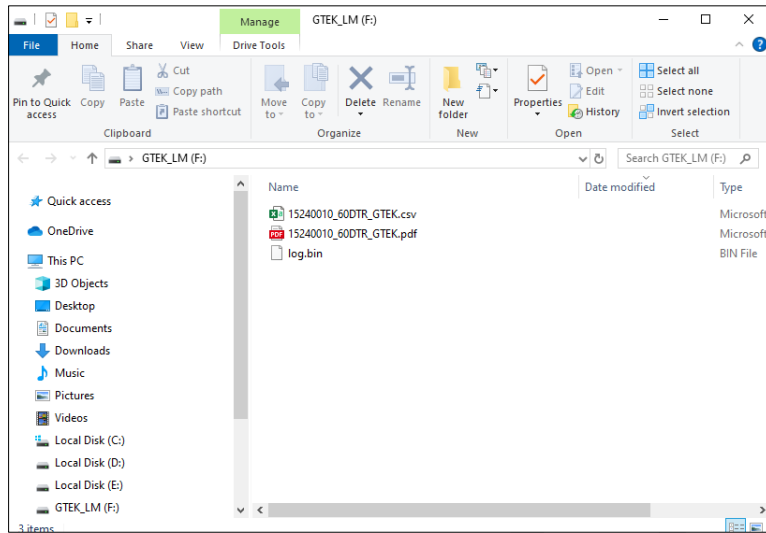 Manage GTEK_LM (F:)
File Home Share View Drive Tools
Pin to Quick access
Copy
Paste
Cut
Copy path
Paste shortcut
Clipboard
Move to
Copy to
Delete
Rename
Organize
New folder
New
Properties
Open
Edit
History
Open
Select all
Select none
Invert selection
Select
GTEK_LM (F:)
Search GTEK_LM (F:)
Quick access
OneDrive
This PC
3D Objects
Desktop
Documents
Downloads
Music
Pictures
Videos
Local Disk (C:)
Local Disk (D:)
Local Disk (E:)
GTEK_LM (F:)
Name Date modified Type
15240010_60DTR_GTEK.csv Microsoft
15240010_60DTR_GTEK.pdf Microsoft
log.bin BIN File
3 items